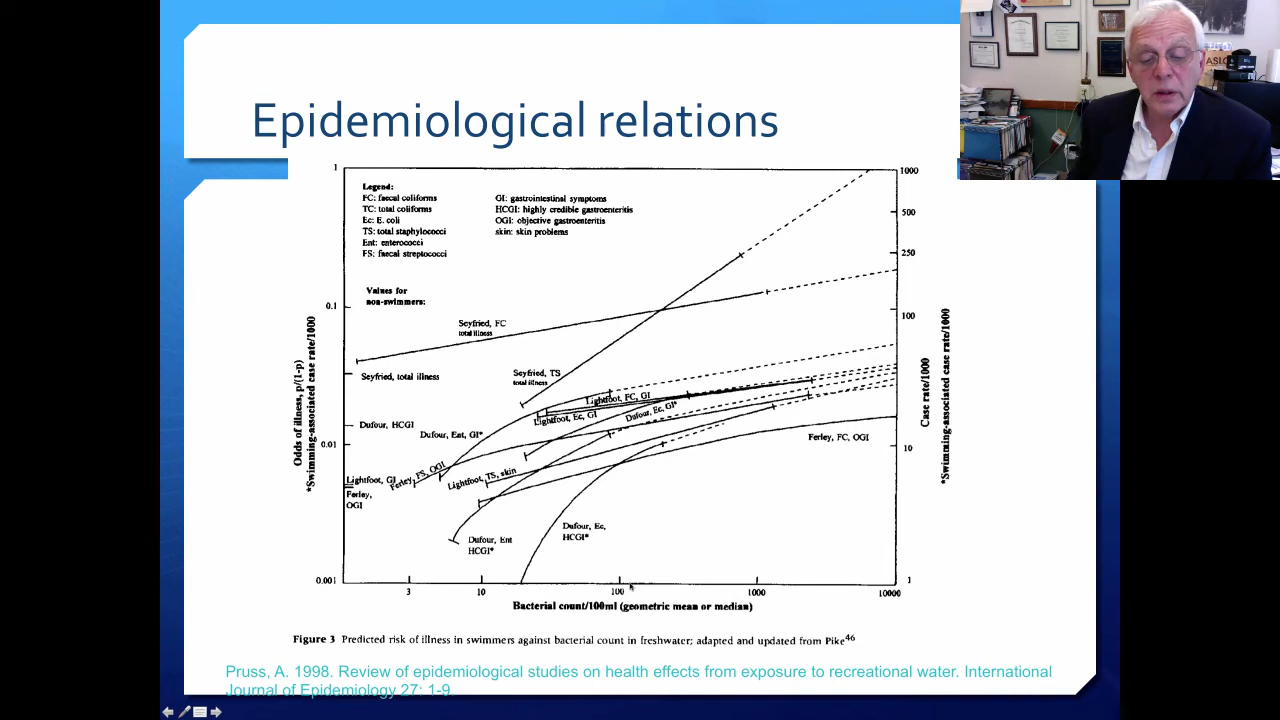 Epidemiological relations
ASLO
1
0.1
0.01
0.001
Odds of illness, p/(1-p)
*Swimming-associated case rate/1000
Legend:
FC: faecal coliforms
TC: total coliforms
Ec: E. coli
TS: total staphylococci
Ent: enterococci
FS: faecal streptococci
GI: gastrointestinal symptoms
HCGI: highly credible gastroenteritis
OGI: objective gastroenteritis
skin: skin problems
Values for
non-swimmers:
Seyfried, FC
total illness
Seyfried, total illness
Seyfried, TS
total illness
Lightfoot, FC, GI
Lightfoot, Ec, GI
Dufour, Ec, GI*
Dufour, HCGI
Dufour, Ent, GI*
Ferley, FC, OGI
Lightfoot, GI
Ferley, FS, OGI
Lightfoot, TS, skin
Ferley,
OGI
Dufour, Ec,
HCGI*
Dufour, Ent
HCGI*
1000
500
250
100
10
1
Case rate/1000
*Swimming-associated case rate/1000
3
10
100
1000
10000
Bacterial count/100ml (geometric mean or median)
Figure 3 Predicted risk of illness in swimmers against bacterial count in freshwater; adapted and updated from Pike46
Pruss, A. 1998. Review of epidemiological studies on health effects from exposure to recreational water. International
Journal of Epidemiology 27: 1-9